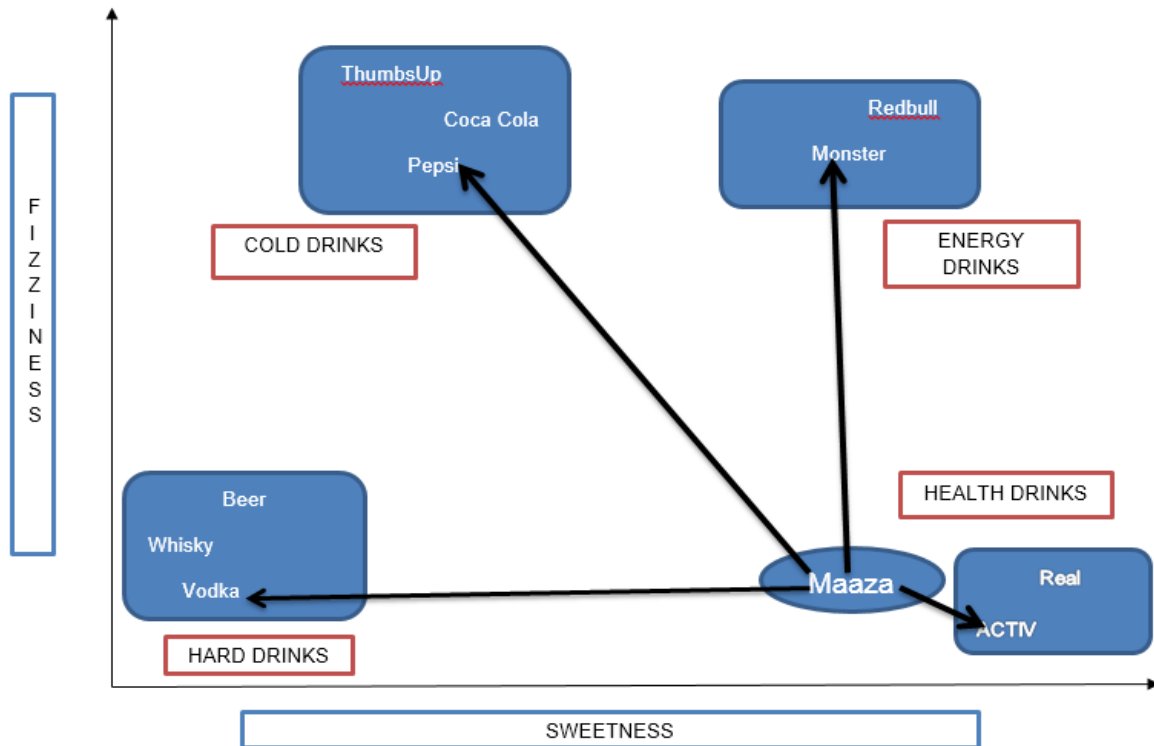 ThumbsUp
Coca Cola
Pepsi
Redbull
Monster
COLD DRINKS
ENERGY
DRINKS
FIZZINESS
Beer
Whisky
Vodka
HARD DRINKS
HEALTH DRINKS
Maaza
Real
ACTIV
SWEETNESS